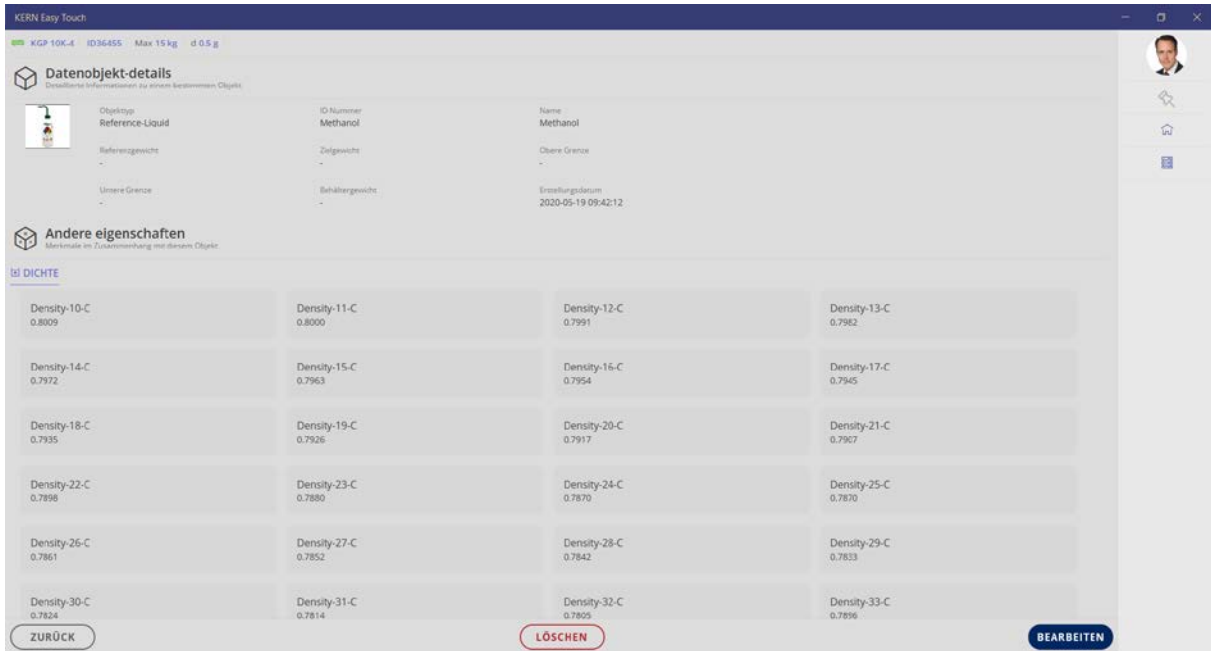 KERN Easy Touch
KGP 10K-4 ID36455 Max 15 kg d 0.5 g
Datenobjekt-details
Detaillierte Informationen zu einem bestimmten Objekt
Objekttyp ID Nummer Name
Reference-Liquid Methanol Methanol
Referenzgewicht Zielgewicht Obere Grenze
- - -
Untere Grenze Behältergewicht Erstellungsdatum
- - 2020-05-19 09:42:12
Andere eigenschaften
Merkmale im Zusammenhang mit diesem Objekt
DICHTE
Density-10-C Density-11-C Density-12-C Density-13-C
0.8009 0.8000 0.7991 0.7982
Density-14-C Density-15-C Density-16-C Density-17-C
0.7972 0.7963 0.7954 0.7945
Density-18-C Density-19-C Density-20-C Density-21-C
0.7935 0.7926 0.7917 0.7907
Density-22-C Density-23-C Density-24-C Density-25-C
0.7898 0.7880 0.7870 0.7870
Density-26-C Density-27-C Density-28-C Density-29-C
0.7861 0.7852 0.7842 0.7833
Density-30-C Density-31-C Density-32-C Density-33-C
0.7824 0.7814 0.7805 0.7896
ZURÜCK LÖSCHEN BEARBEITEN